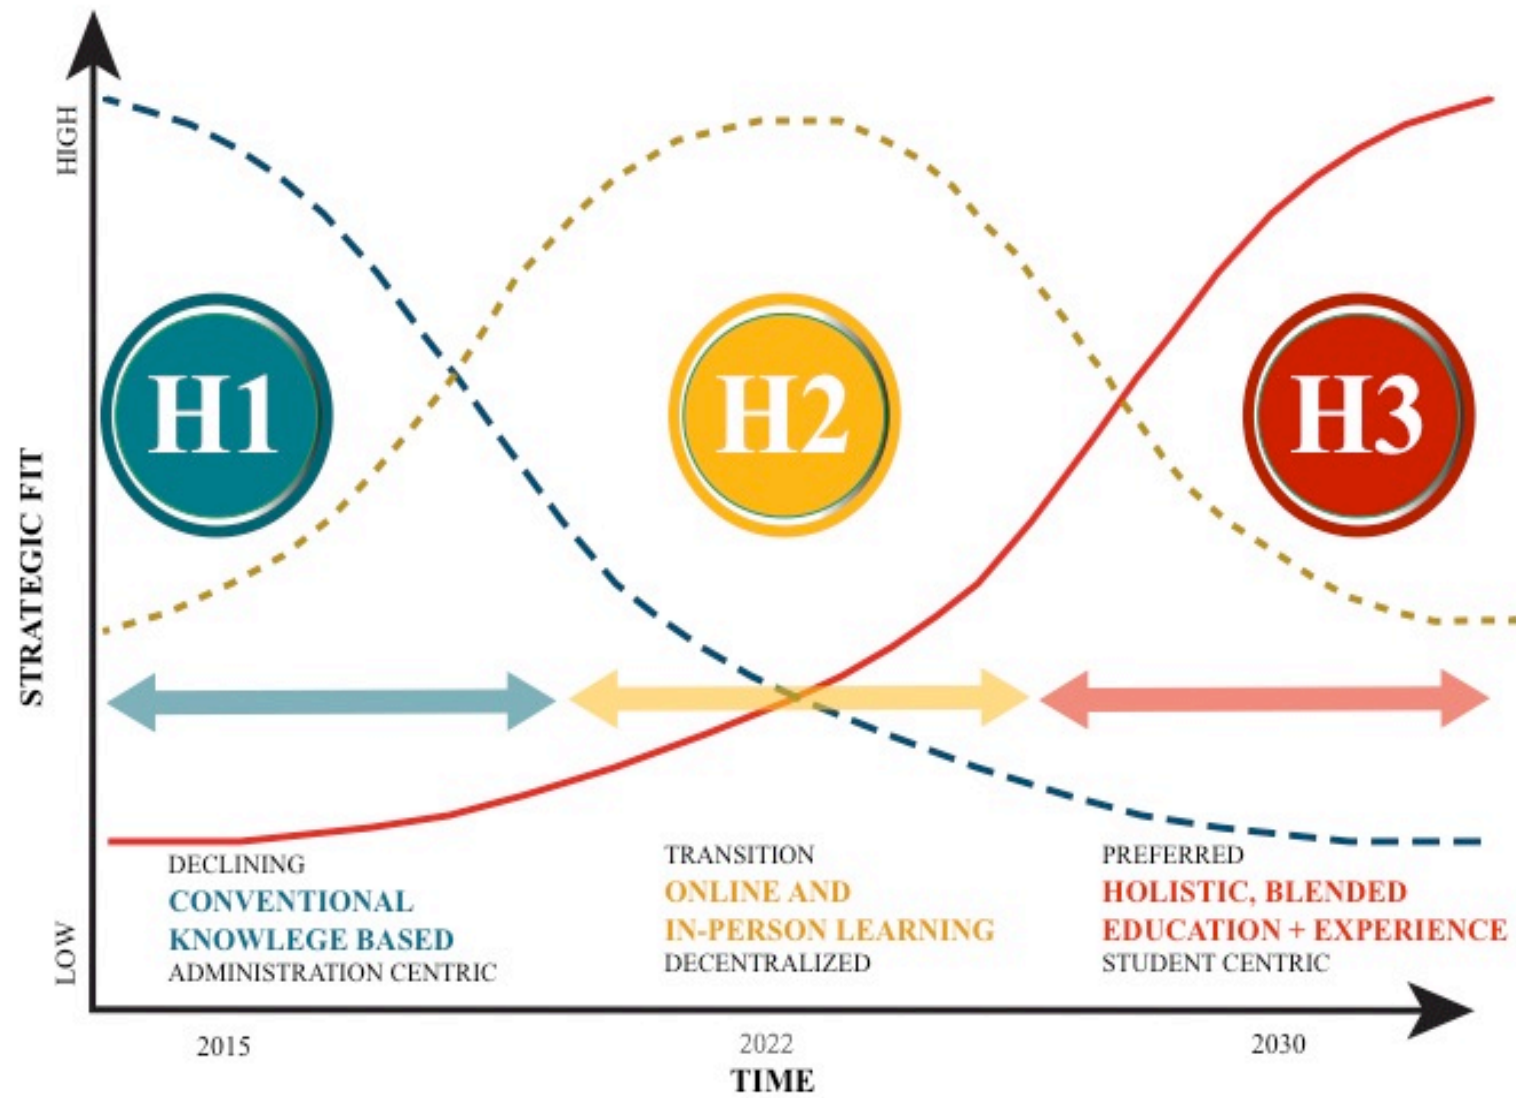 HIGH
H1
H2
H3
STRATEGIC FIT
DECLINING
CONVENTIONAL
KNOWLEGE BASED
ADMINISTRATION CENTRIC
TRANSITION
ONLINE AND
IN-PERSON LEARNING
DECENTRALIZED
PREFERRED
HOLISTIC, BLENDED
EDUCATION + EXPERIENCE
STUDENT CENTRIC
LOW
2015
2022
2030
TIME